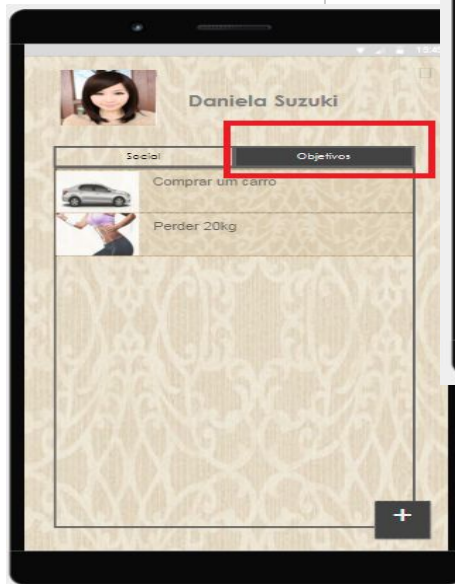 Daniela Suzuki
Social
Objetivos
Comprar um carro
Perder 20kg
+